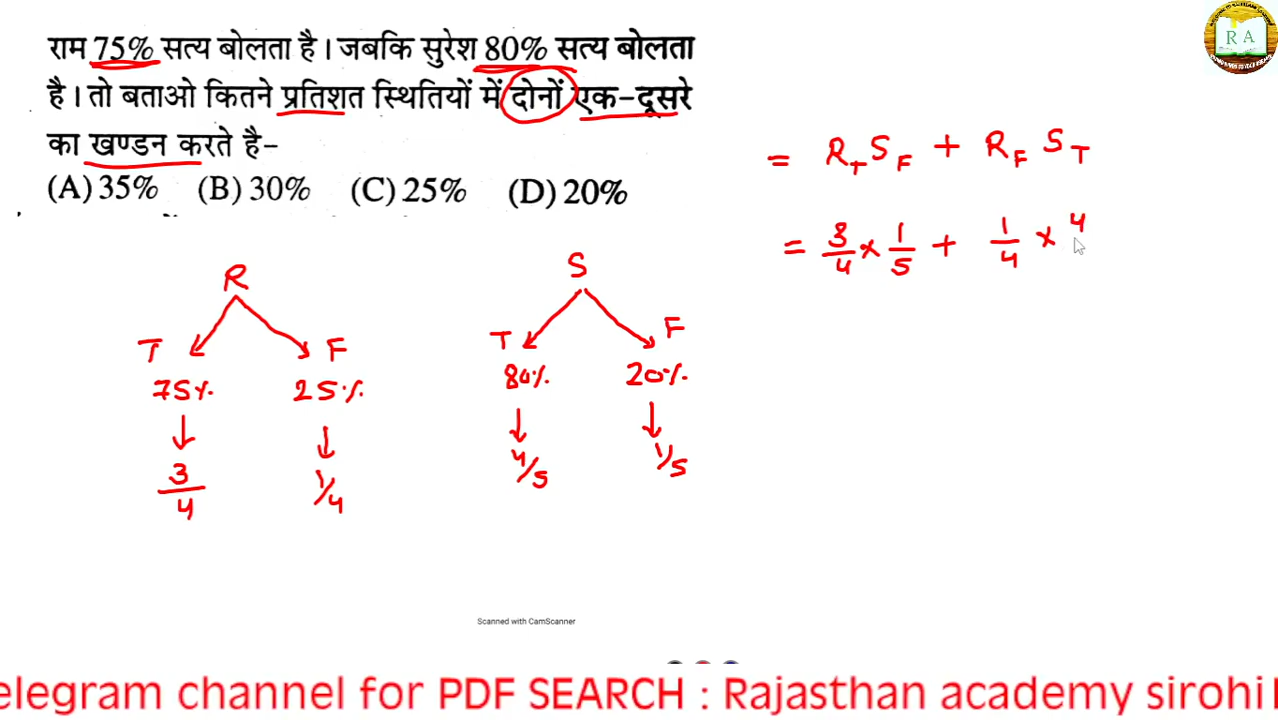 राम 75% सत्य बोलता है। जबकि सुरेश 80% सत्य बोलता
है। तो बताओ कितने प्रतिशत स्थितियों में दोनों एक-दूसरे
का खण्डन करते है-
(A) 35% (B) 30% (C) 25% (D) 20%
= R_T S_F + R_F S_T
= 3/4 × 1/5 + 1/4 × 4
R
T F
75% 25%
3/4 1/4
S
T F
80% 20%
4/5 1/5
R A
Scanned with CamScanner
elegram channel for PDF SEARCH : Rajasthan academy sirohi